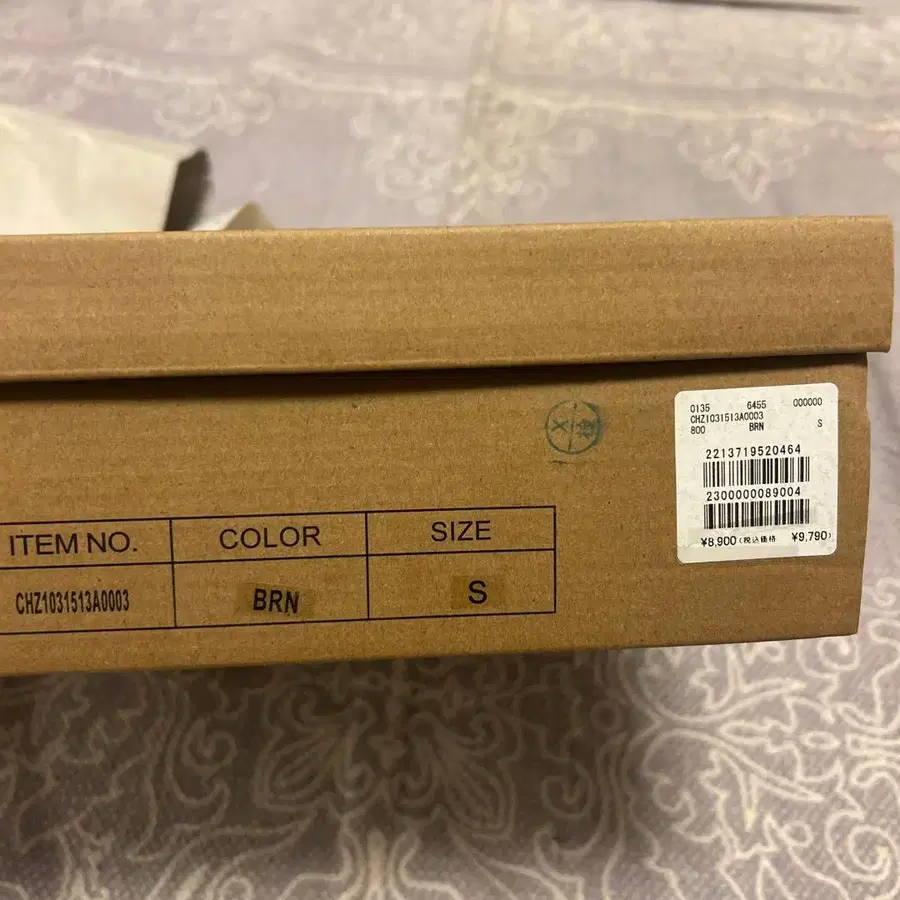 0135 6455 000000
CHZ1031513A0003
800 BRN S
2213719520464
2300000089004
¥8,900(税込価格 ¥9,790)
ITEM NO. COLOR SIZE
CHZ1031513A0003 BRN S